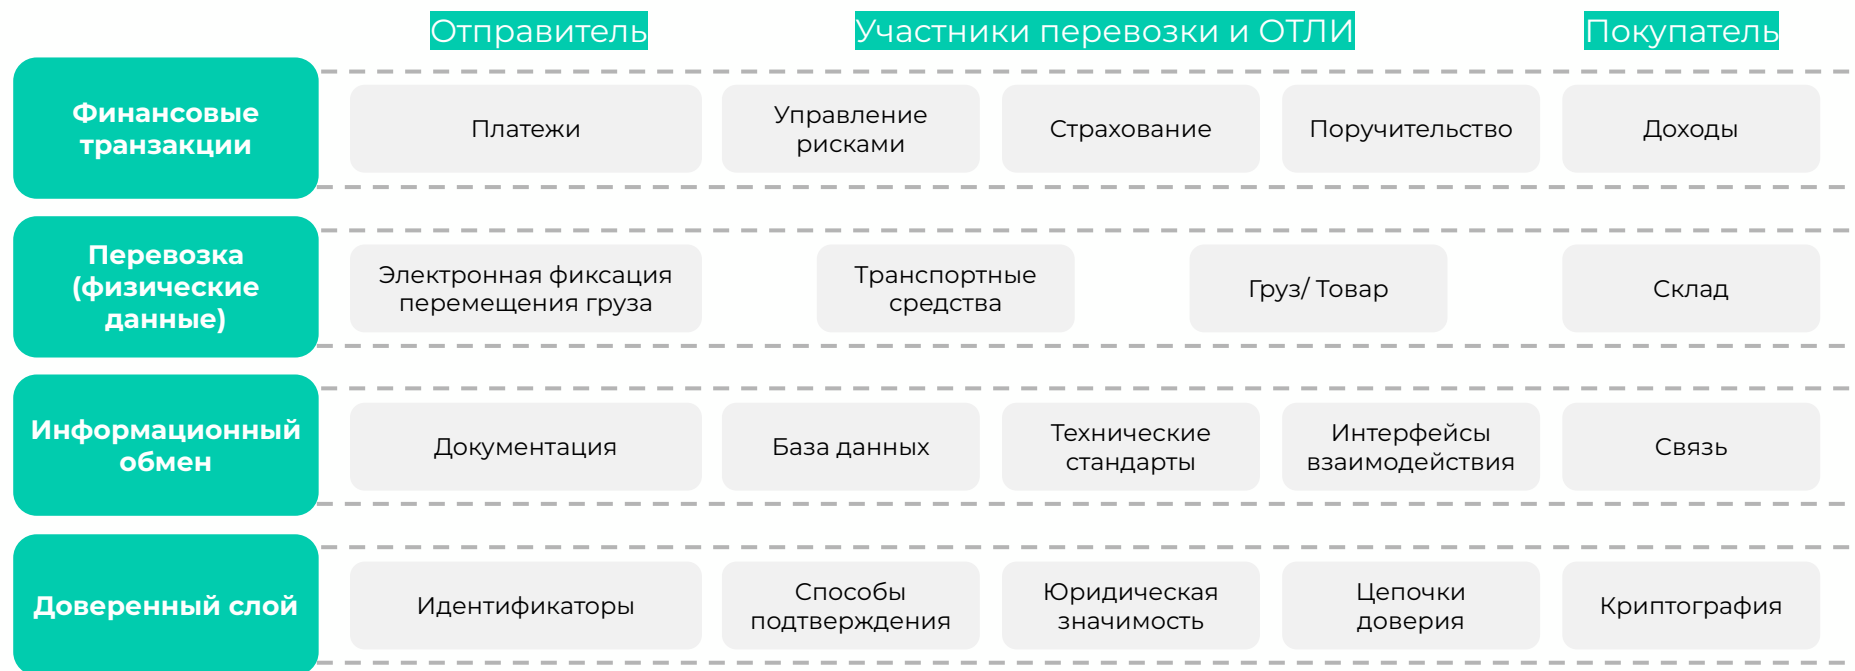 Отправитель
Участники перевозки и ОТЛИ
Покупатель
Финансовые
транзакции
Платежи
Управление
рисками
Страхование
Поручительство
Доходы
Перевозка
(физические
данные)
Электронная фиксация
перемещения груза
Транспортные
средства
Груз/ Товар
Склад
Информационный
обмен
Документация
База данных
Технические
стандарты
Интерфейсы
взаимодействия
Связь
Доверенный слой
Идентификаторы
Способы
подтверждения
Юридическая
значимость
Цепочки
доверия
Криптография